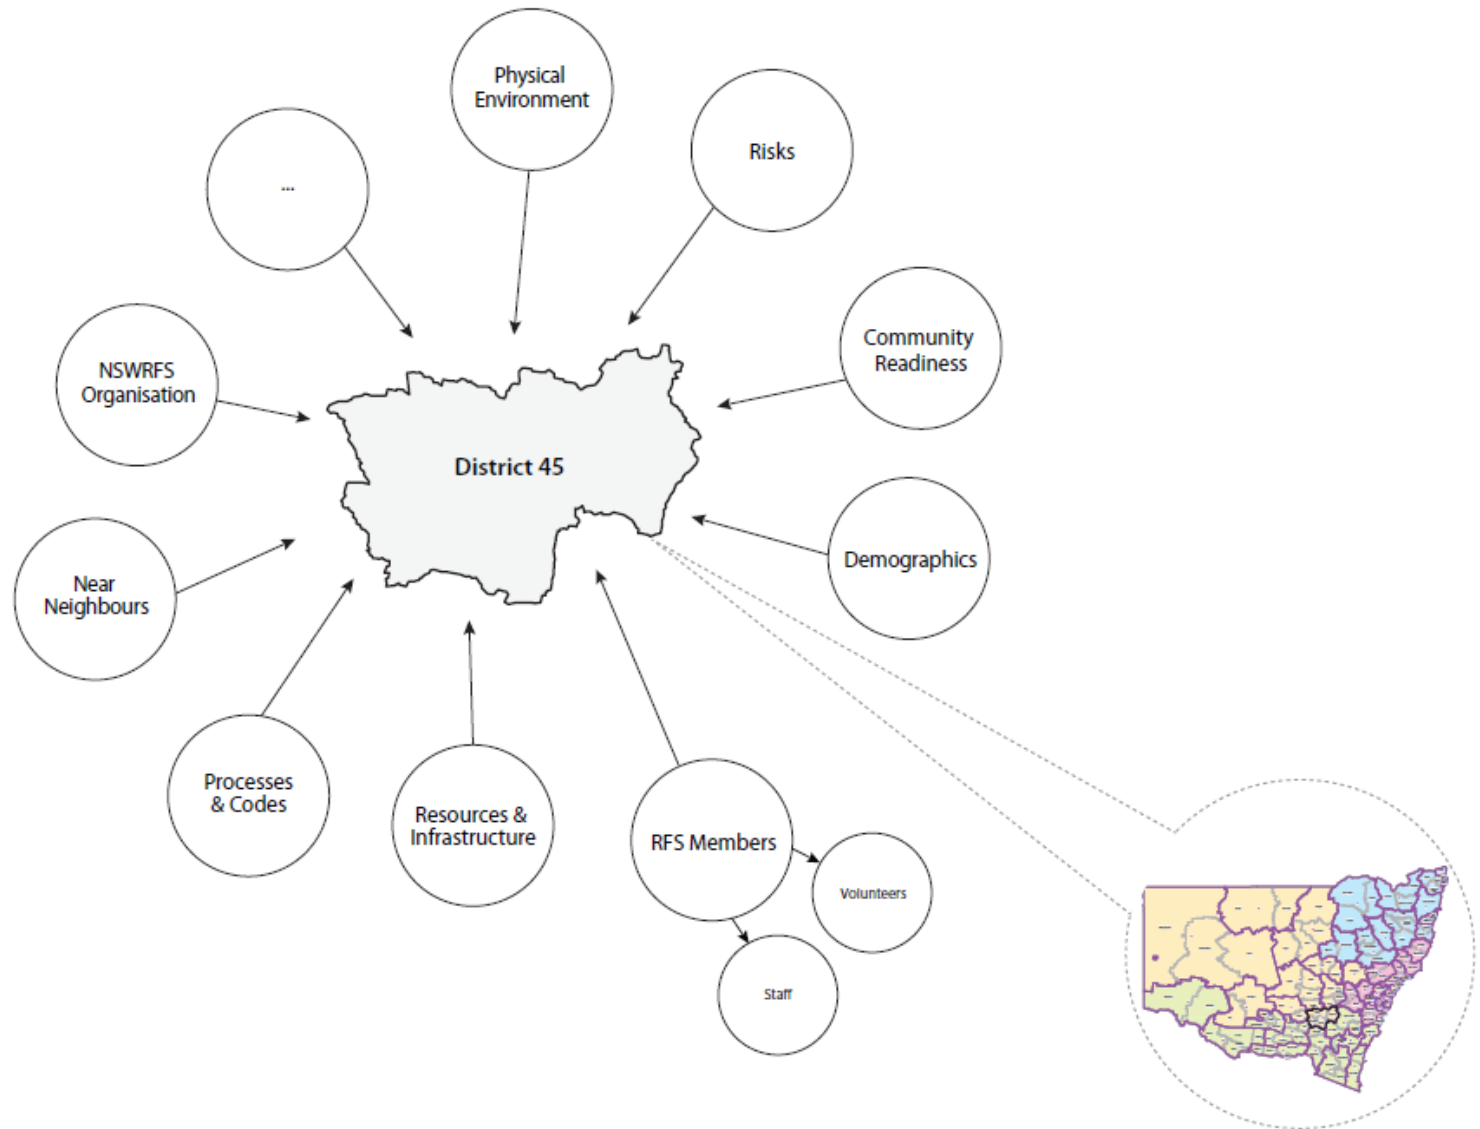 Physical
Environment
Risks
...
Community
Readiness
NSWRFS
Organisation
District 45
Demographics
Near
Neighbours
Processes
& Codes
Resources &
Infrastructure
RFS Members
Volunteers
Staff